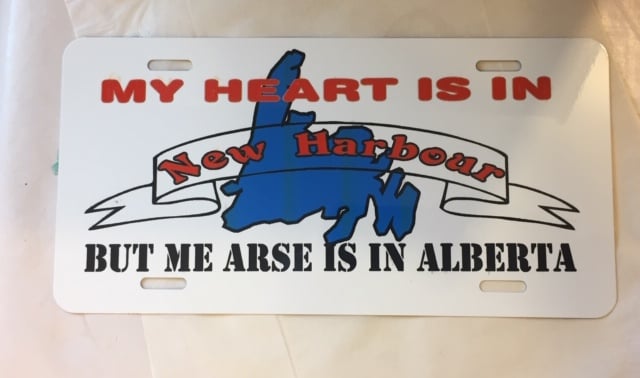 MY HEART IS IN
New Harbour
BUT ME ARSE IS IN ALBERTA